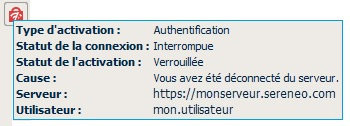 Type d'activation : Authentification
Statut de la connexion : Interrompue
Statut de l'activation : Verrouillée
Cause : Vous avez été déconnecté du serveur.
Serveur : https://monserveur.sereneo.com
Utilisateur : mon.utilisateur